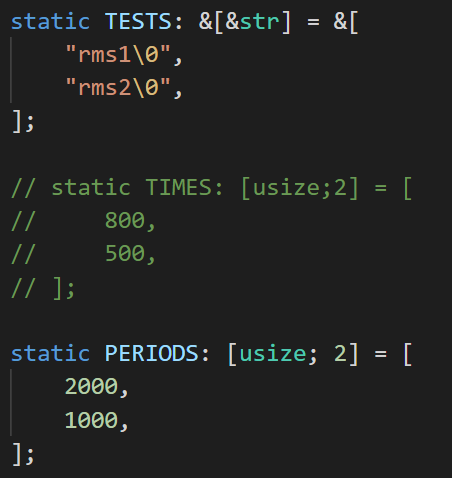 static TESTS: &[&str] = &[
    "rms1\0",
    "rms2\0",
];

// static TIMES: [usize;2] = [
//     800,
//     500,
// ];

static PERIODS: [usize; 2] = [
    2000,
    1000,
];